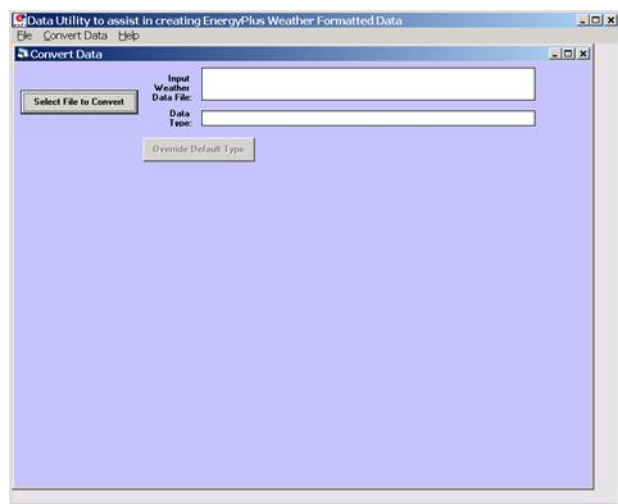 Data Utility to assist in creating EnergyPlus Weather Formatted Data
File Convert Data Help
Convert Data
Input
Weather
Data File:
Select File to Convert
Data
Type:
Override Default Type